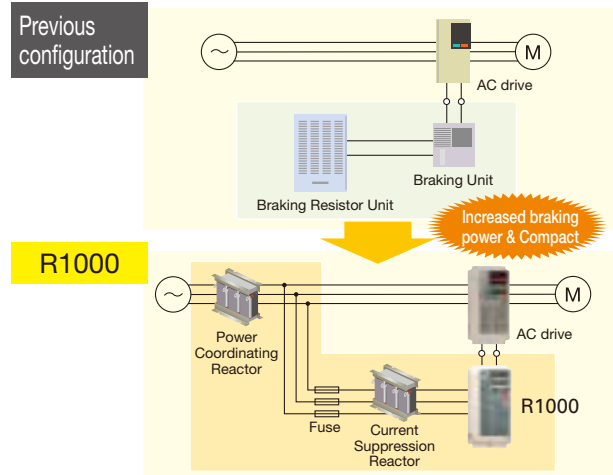 Previous
configuration
M
AC drive
Braking Unit
Braking Resistor Unit
Increased braking
power & Compact
R1000
M
AC drive
Power
Coordinating
Reactor
R1000
Fuse
Current
Suppression
Reactor